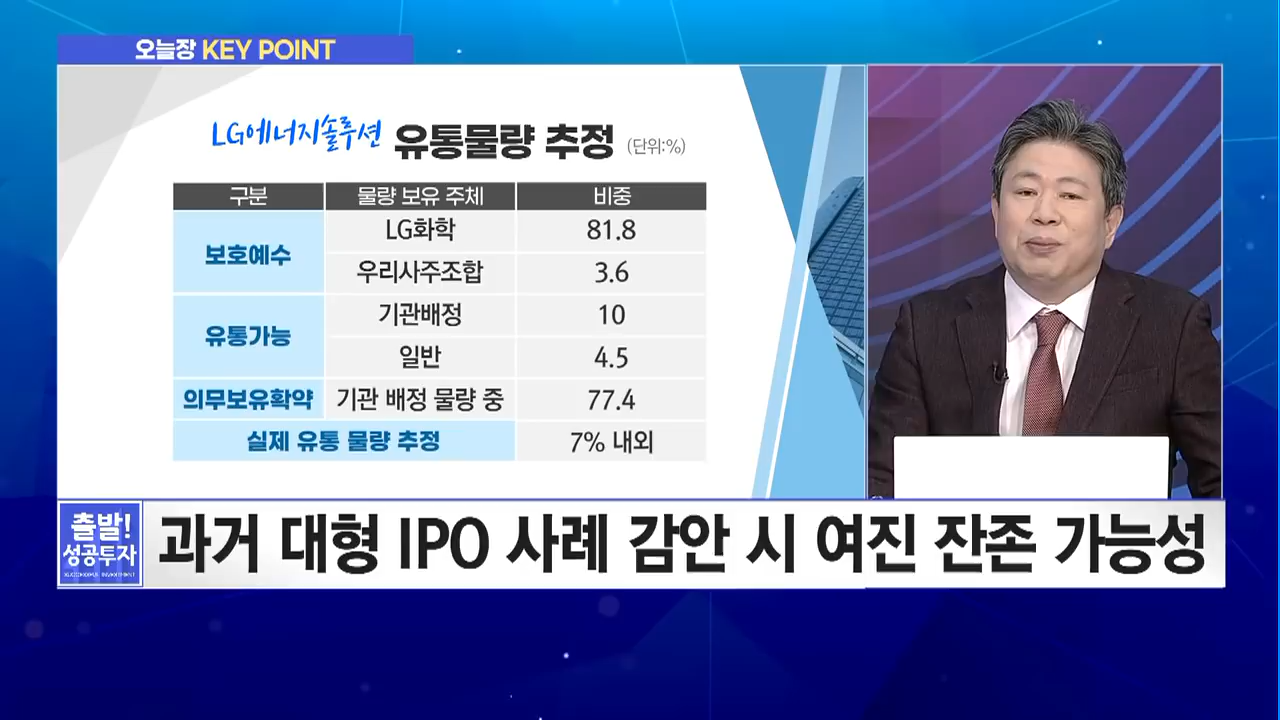 오늘장 KEY POINT
LG에너지솔루션 유통물량 추정 (단위:%)
구분 물량 보유 주체 비중
보호예수 LG화학 81.8
우리사주조합 3.6
유통가능 기관배정 10
일반 4.5
의무보유확약 기관 배정 물량 중 77.4
실제 유통 물량 추정 7% 내외
출발!
성공투자
과거 대형 IPO 사례 감안 시 여진 잔존 가능성